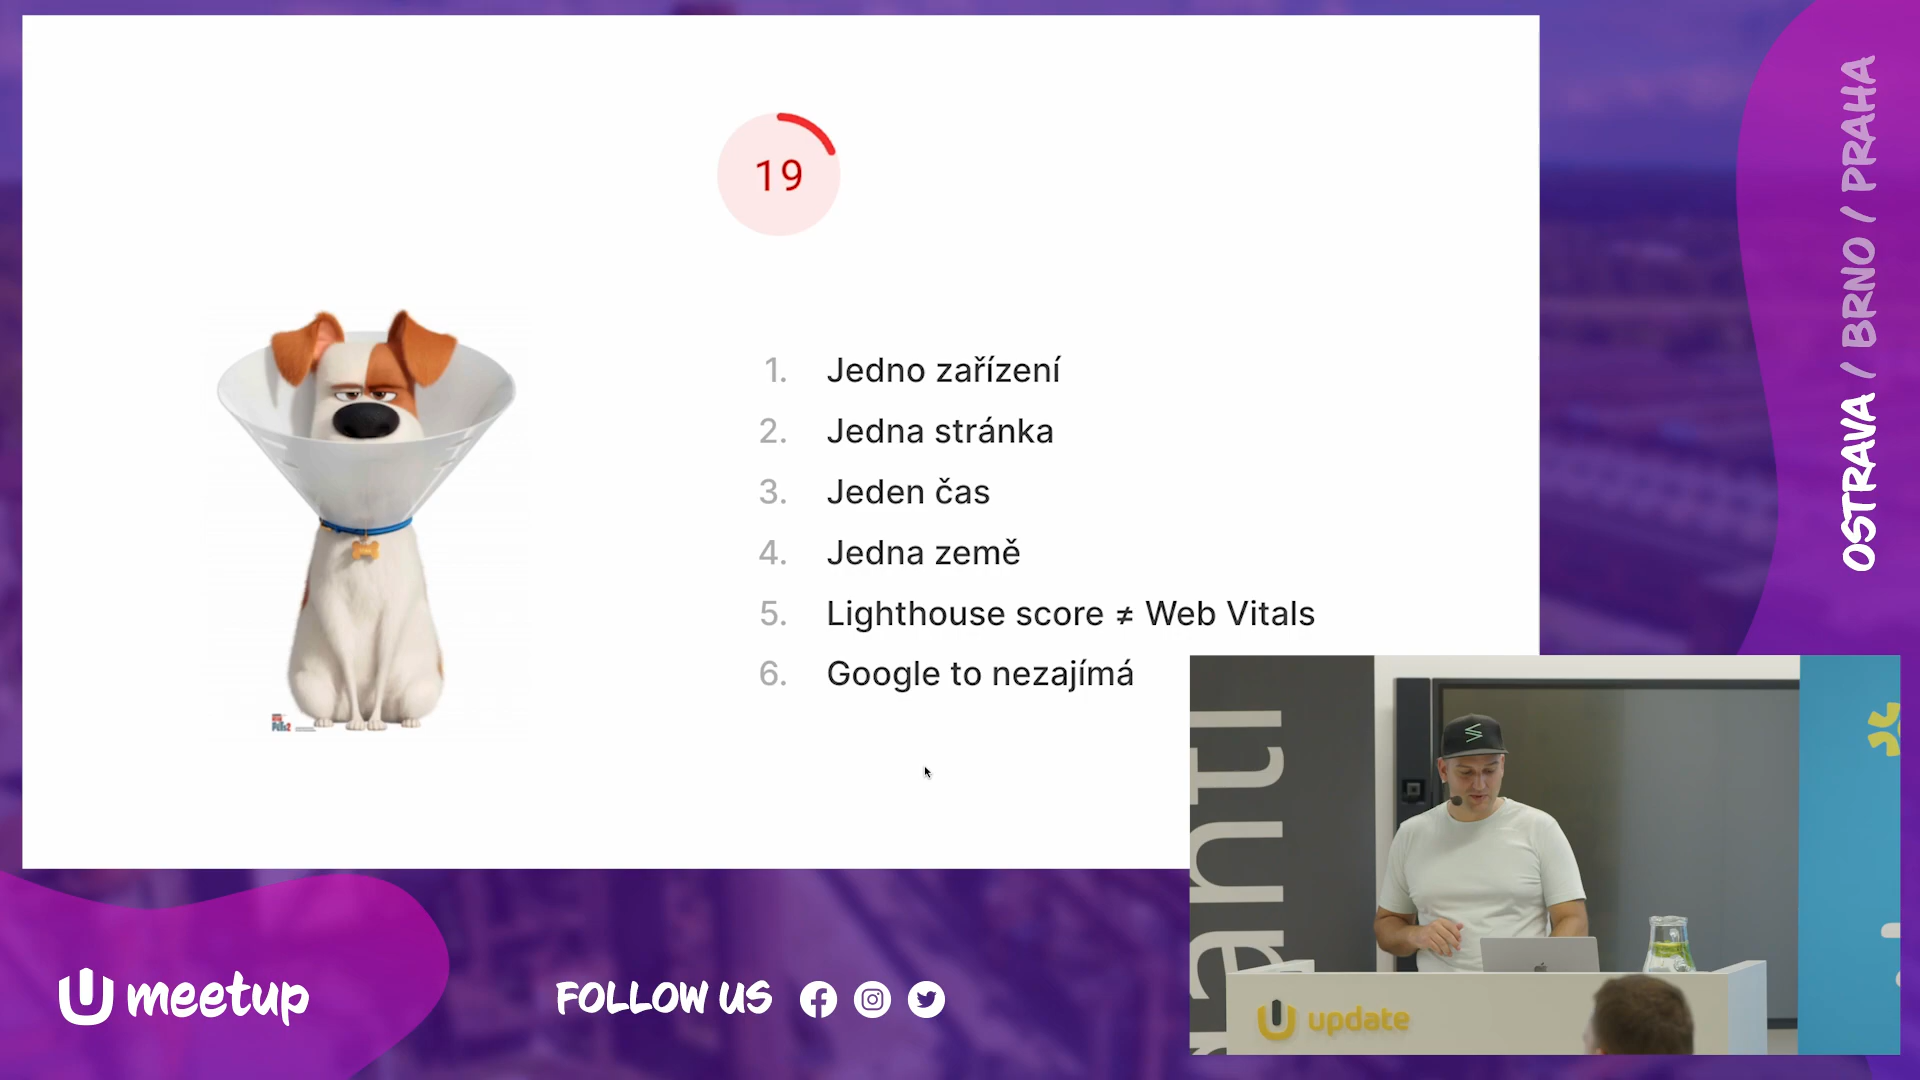 19
1. Jedno zařízení
2. Jedna stránka
3. Jeden čas
4. Jedna země
5. Lighthouse score ≠ Web Vitals
6. Google to nezajímá
OSTRAVA / BRNO / PRAHA
meetup
FOLLOW US
update